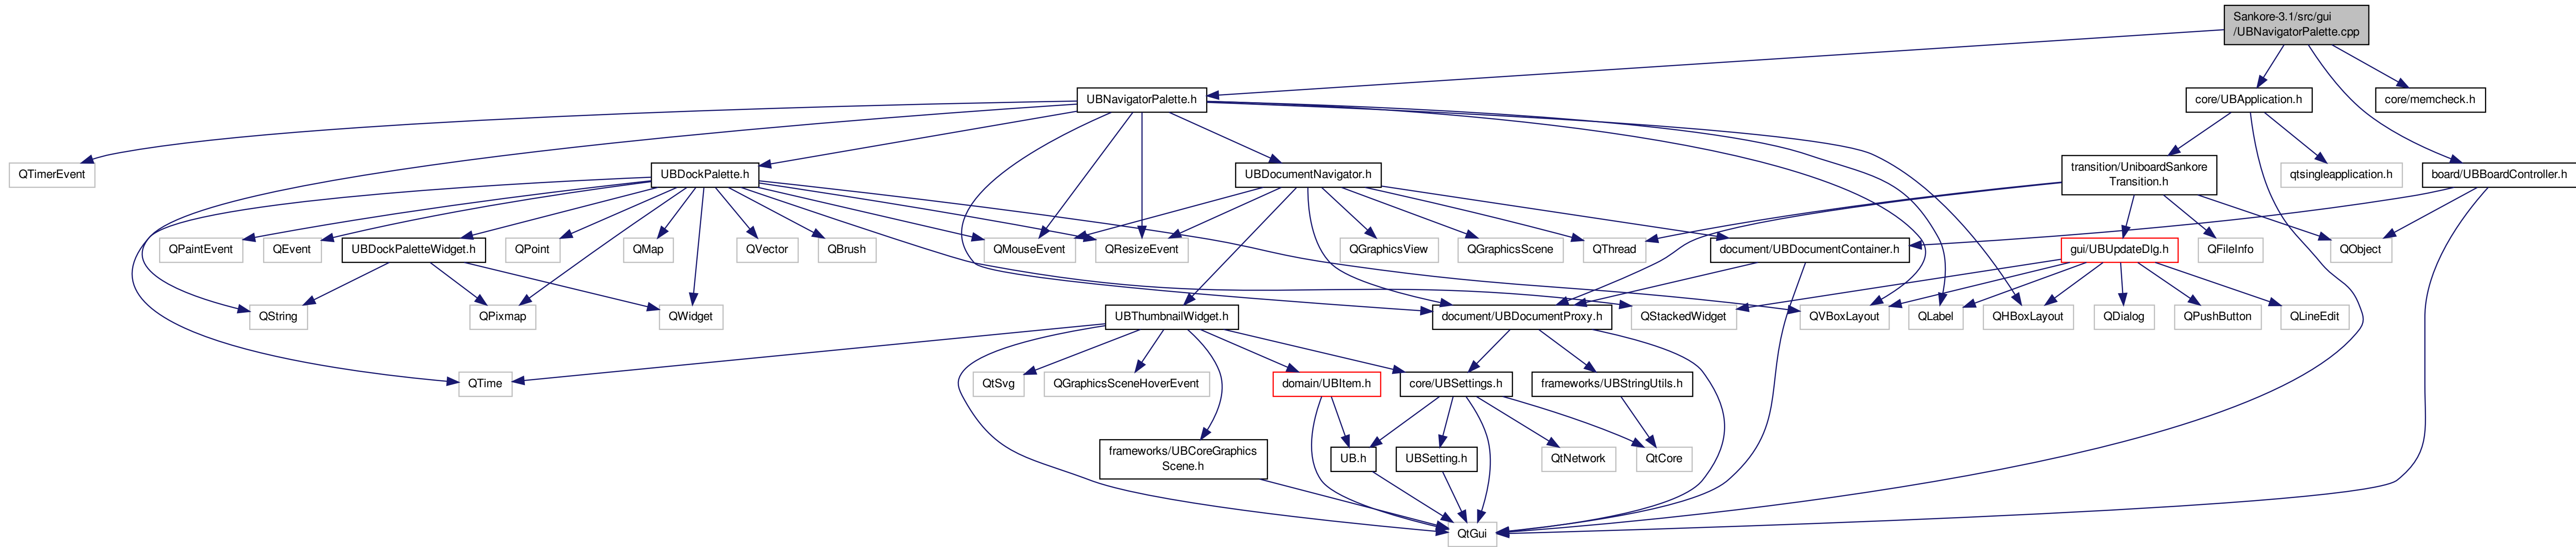 Sankore-3.1/src/gui
/UBNavigatorPalette.cpp
UBNavigatorPalette.h
core/UBApplication.h
core/memcheck.h
QTimerEvent
UBDockPalette.h
UBDocumentNavigator.h
transition/UniboardSankore
Transition.h
qtsingleapplication.h
board/UBBoardController.h
QPaintEvent
QEvent
UBDockPaletteWidget.h
QPoint
QMap
QVector
QBrush
QMouseEvent
QResizeEvent
QGraphicsView
QGraphicsScene
QThread
document/UBDocumentContainer.h
gui/UBUpdateDlg.h
QFileInfo
QObject
QString
QPixmap
QWidget
UBThumbnailWidget.h
document/UBDocumentProxy.h
QStackedWidget
QVBoxLayout
QLabel
QHBoxLayout
QDialog
QPushButton
QLineEdit
QTime
QtSvg
QGraphicsSceneHoverEvent
domain/UBItem.h
core/UBSettings.h
frameworks/UBStringUtils.h
frameworks/UBCoreGraphics
Scene.h
UB.h
UBSetting.h
QtNetwork
QtCore
QtGui